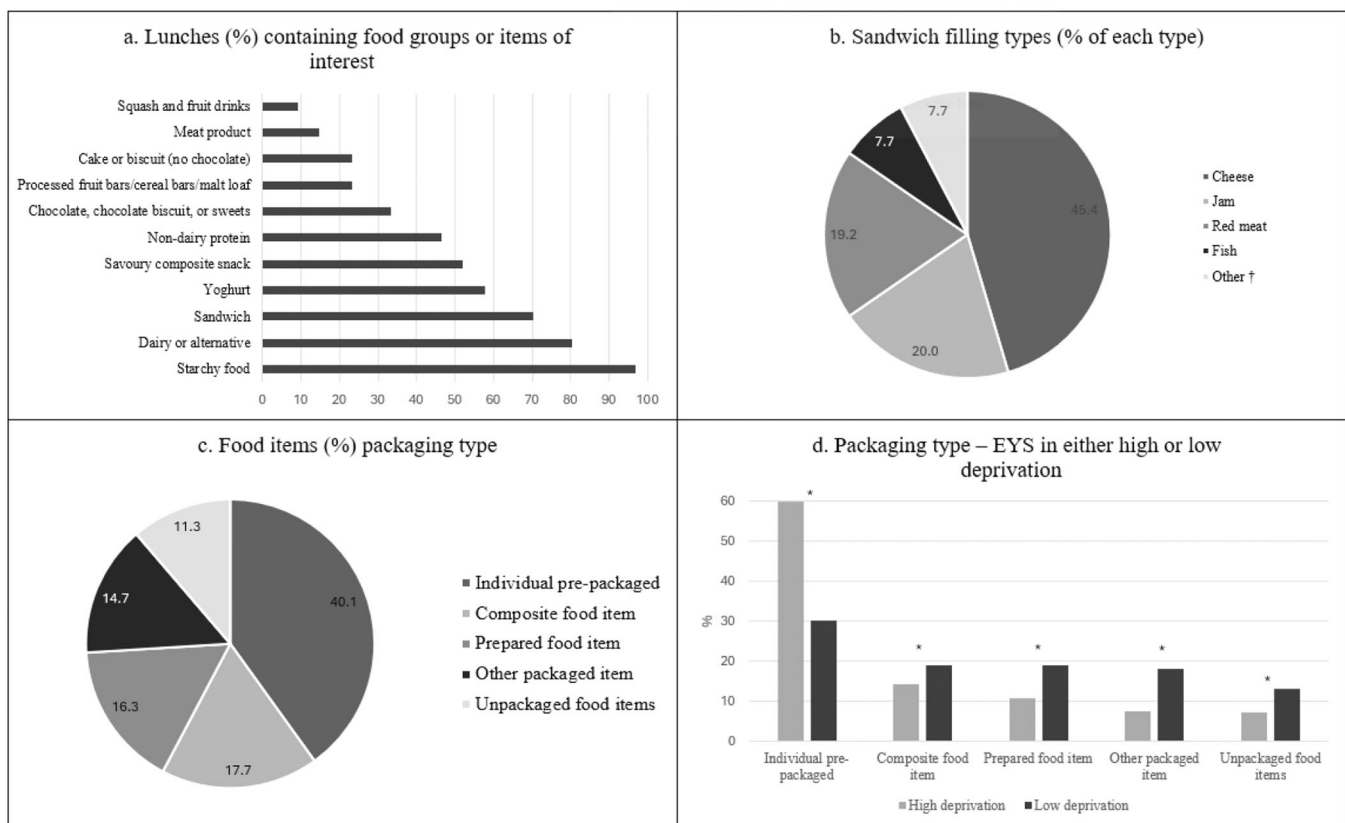 a. Lunches (%) containing food groups or items of
interest
Squash and fruit drinks
Meat product
Cake or biscuit (no chocolate)
Processed fruit bars/cereal bars/malt loaf
Chocolate, chocolate biscuit, or sweets
Non-dairy protein
Savoury composite snack
Yoghurt
Sandwich
Dairy or alternative
Starchy food
0 10 20 30 40 50 60 70 80 90 100
b. Sandwich filling types (% of each type)
7.7
7.7
45.4
19.2
20.0
Cheese
Jam
Red meat
Fish
Other †
c. Food items (%) packaging type
11.3
14.7
40.1
16.3
17.7
Individual pre-packaged
Composite food item
Prepared food item
Other packaged item
Unpackaged food items
d. Packaging type – EYS in either high or low
deprivation
60
50
40
30
20
10
0
%
* * * * *
Individual pre-
packaged
Composite food
item
Prepared food item
Other packaged
item
Unpackaged food
items
High deprivation Low deprivation